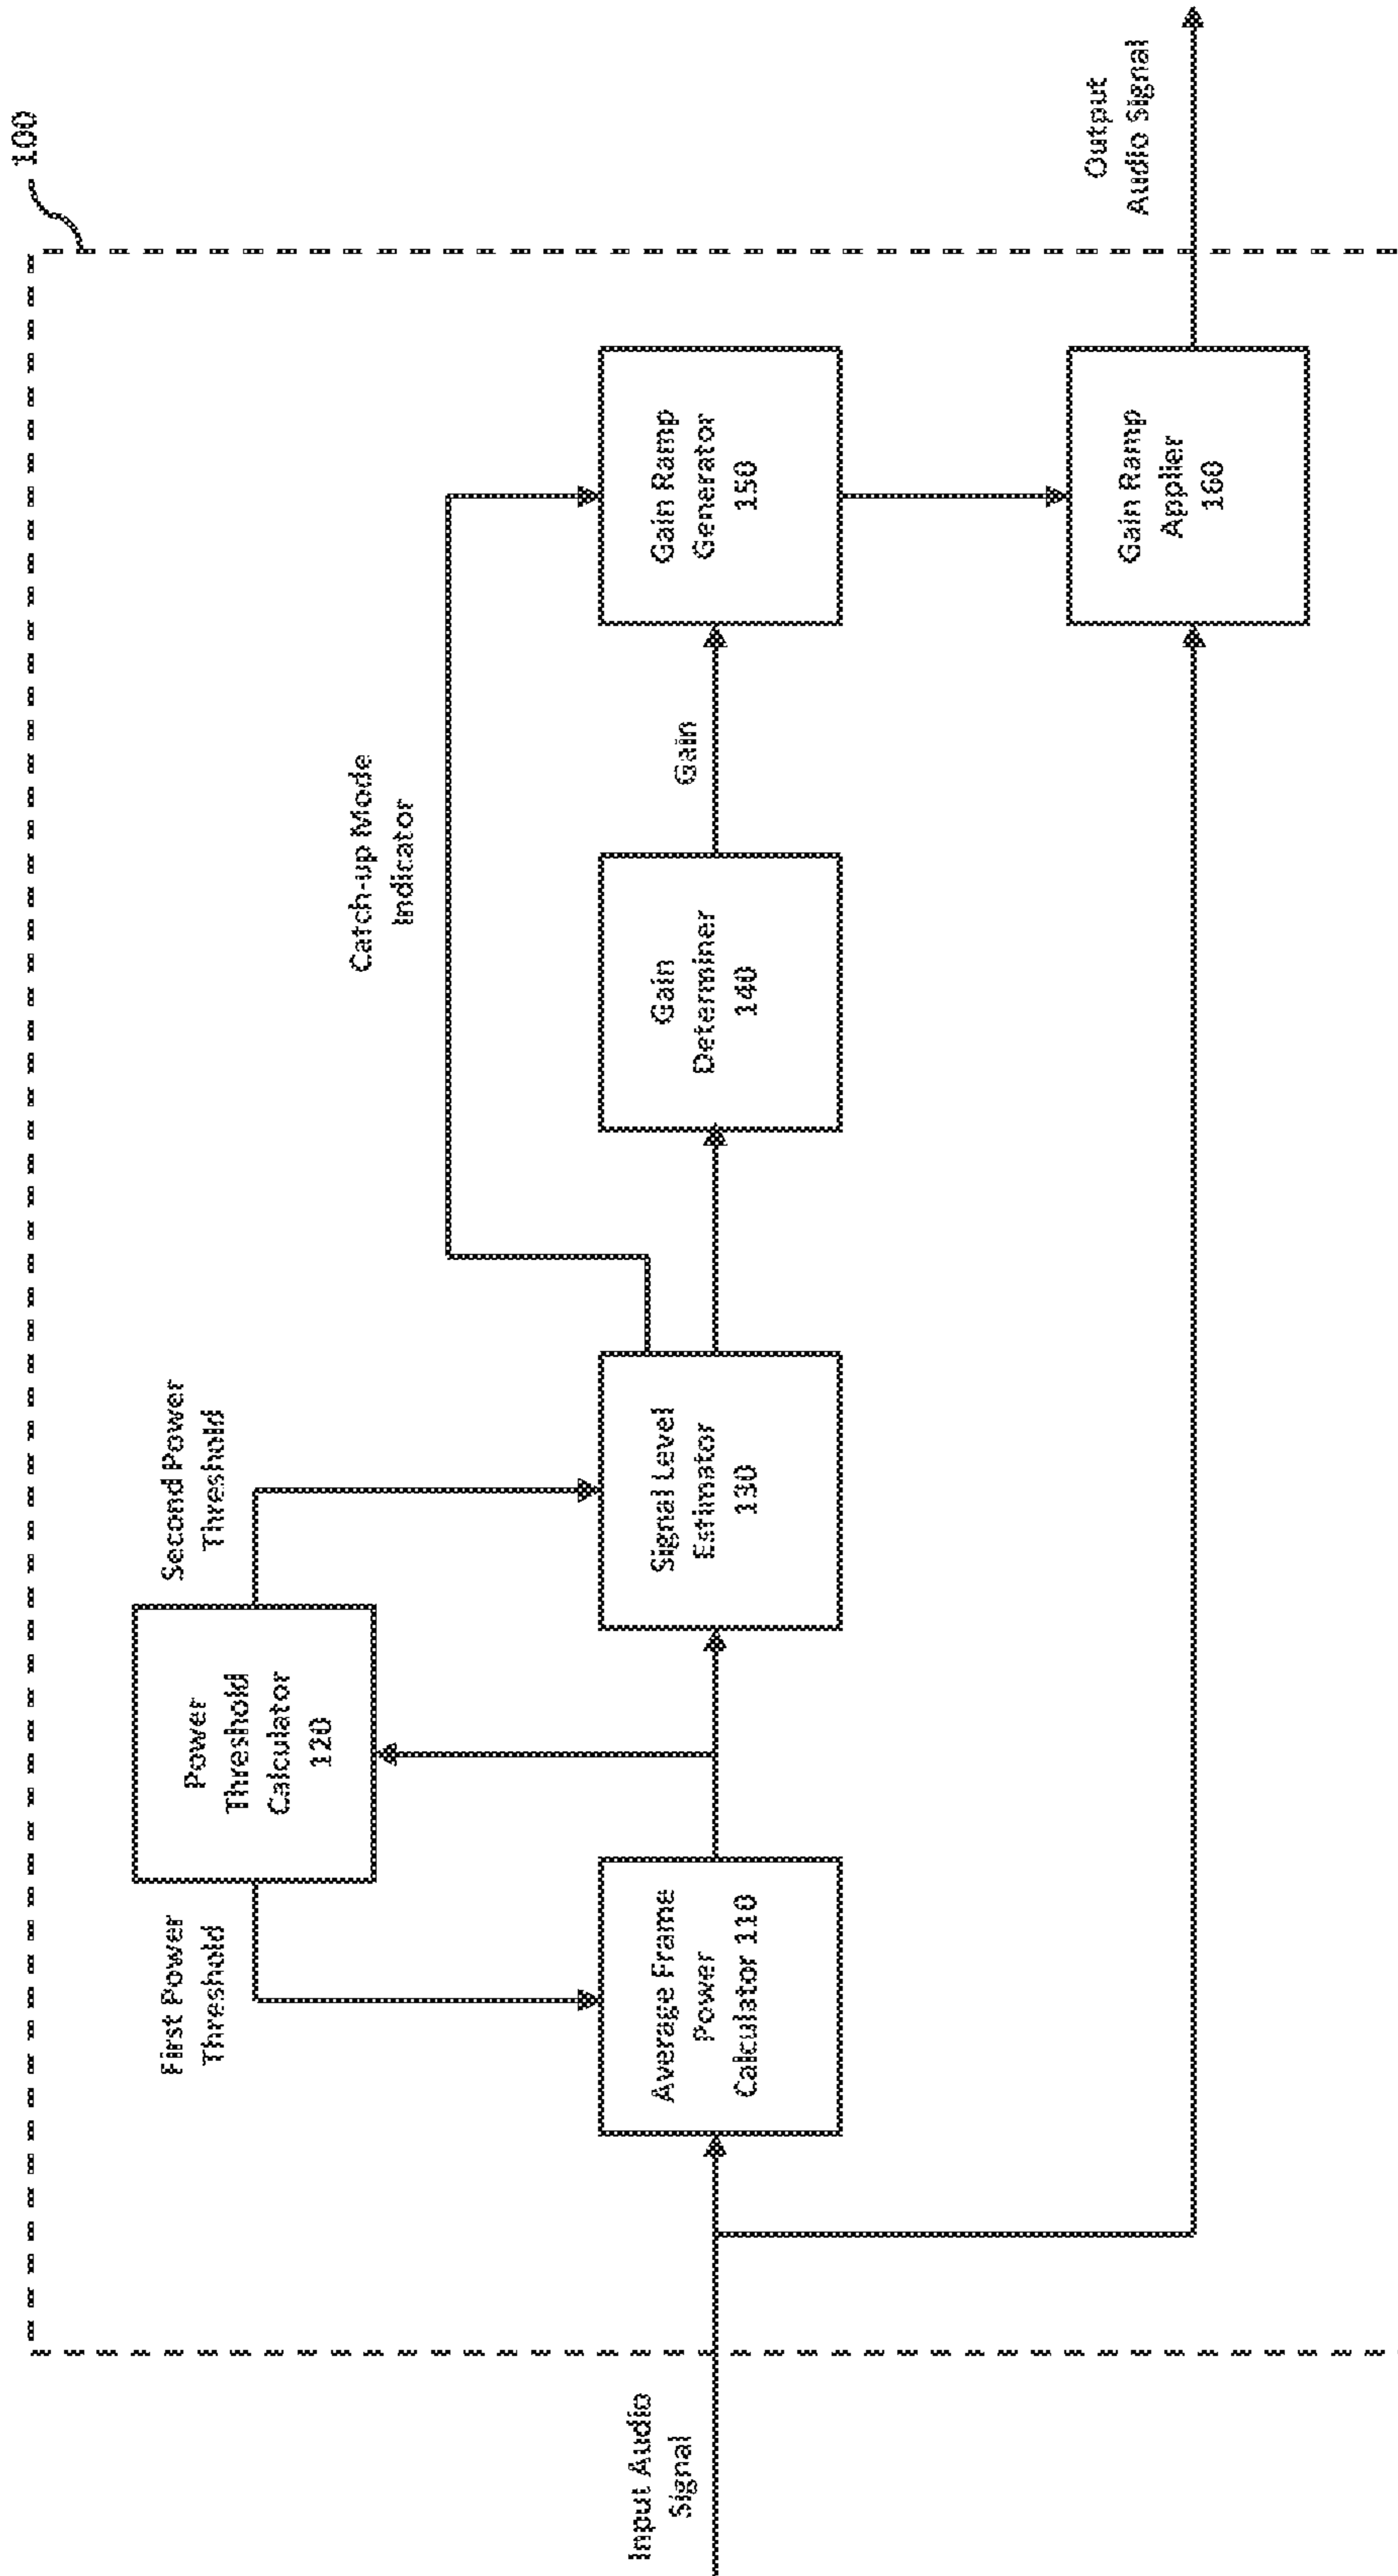 100
Catch-up Mode
Indicator
Second Power
Threshold
First Power
Threshold
Power
Threshold
Calculator
120
Input Audio
Signal
Average Frame
Power
Calculator 110
Signal Level
Estimator
130
Gain
Determiner
140
Gain
Gain Ramp
Generator
150
Gain Ramp
Applier
160
Output
Audio Signal